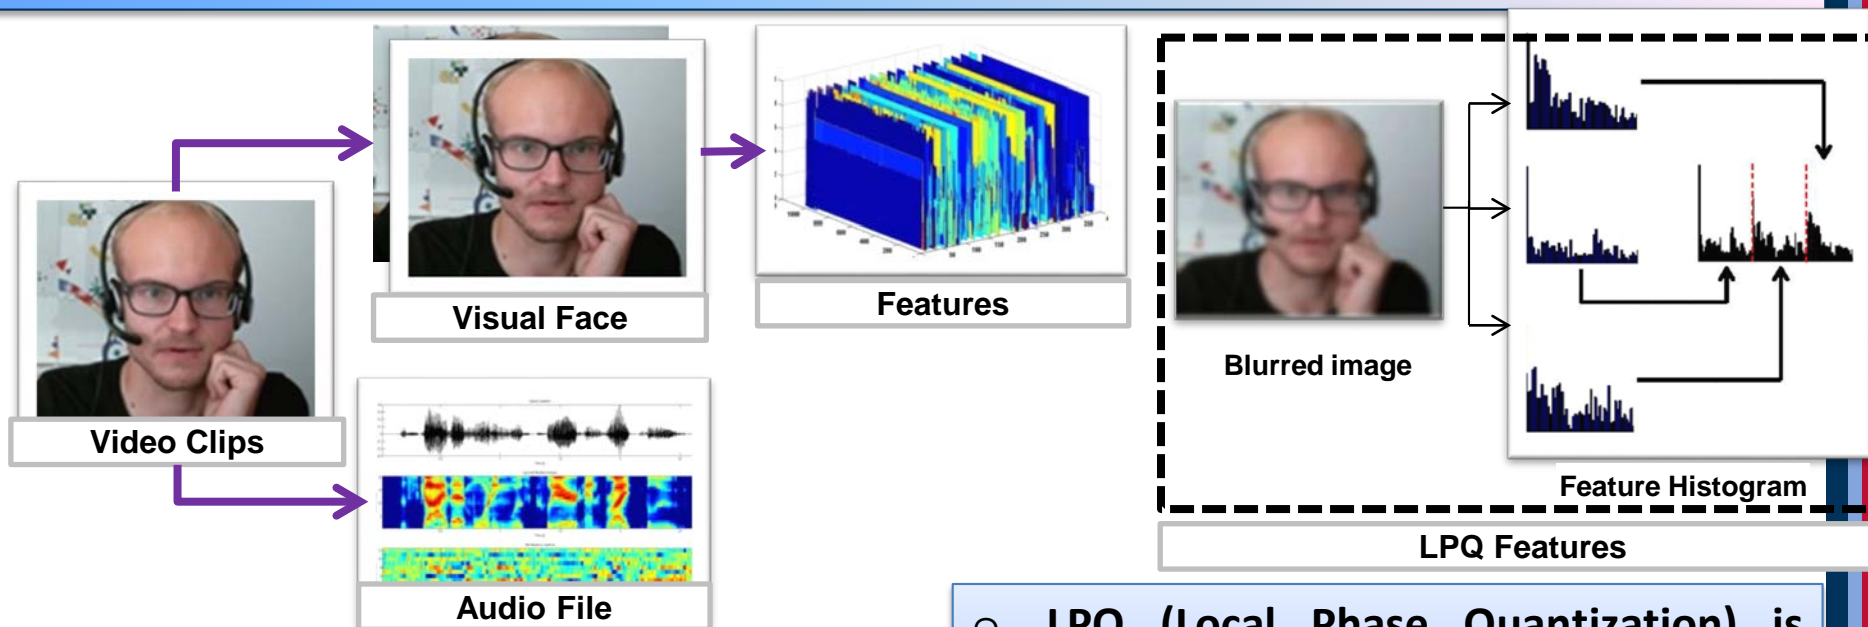 Visual Face
Features
Blurred image
Video Clips
Feature Histogram
LPQ Features
Audio File
o LPQ (Local Phase Quantization) is